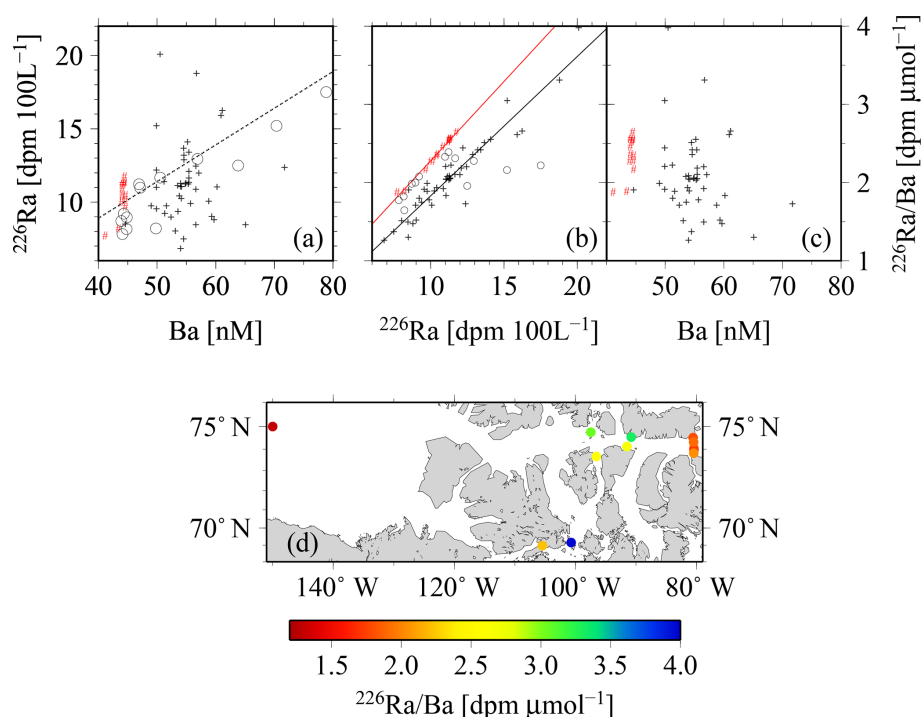 20
15
10
²²⁶Ra [dpm 100L⁻¹]
(a)
40 50 60 70 80
Ba [nM]
(b)
10 15 20
²²⁶Ra [dpm 100L⁻¹]
(c)
50 60 70 80
Ba [nM]
4
3
2
1
²²⁶Ra/Ba [dpm μmol⁻¹]
75° N 75° N
70° N 70° N
(d)
140° W 120° W 100° W 80° W
1.5 2.0 2.5 3.0 3.5 4.0
²²⁶Ra/Ba [dpm μmol⁻¹]